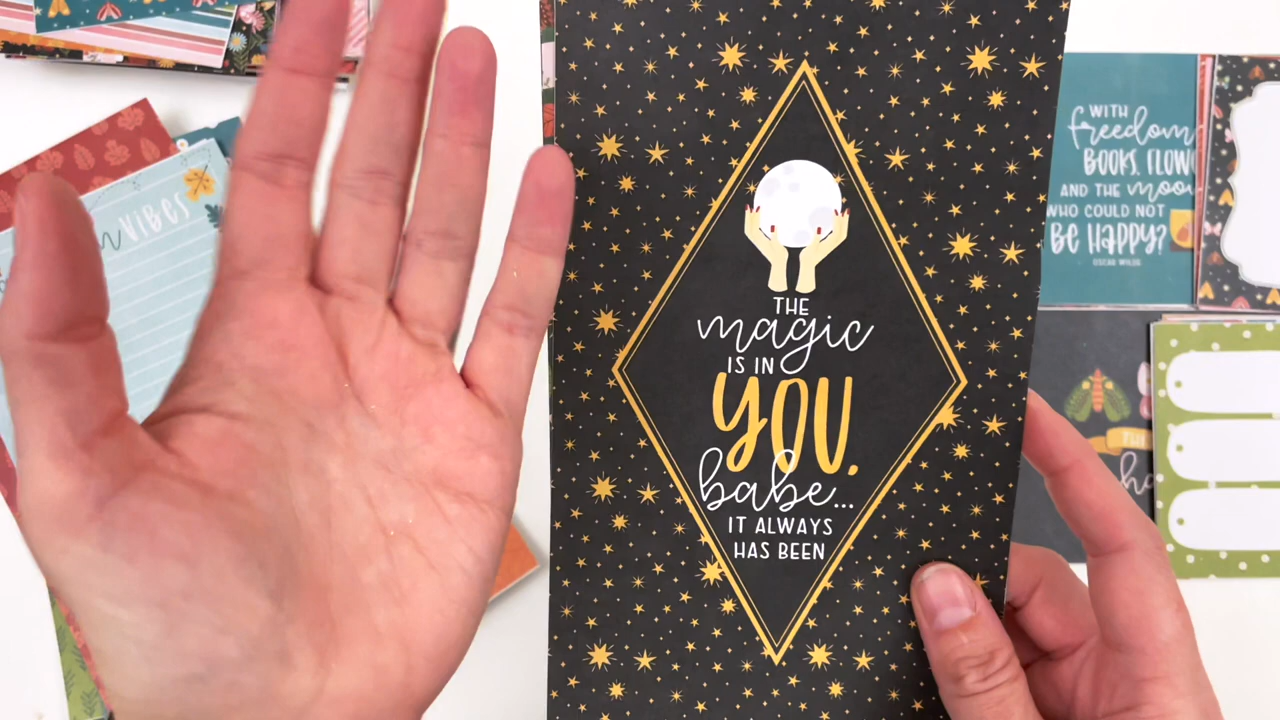 THE
magic
IS IN
YOU,
babe...
IT ALWAYS
HAS BEEN
VIBES
WITH
freedom
BOOKS, FLOW
AND THE moo
WHO COULD NOT
BE HAPPY?
OSCAR WILDE